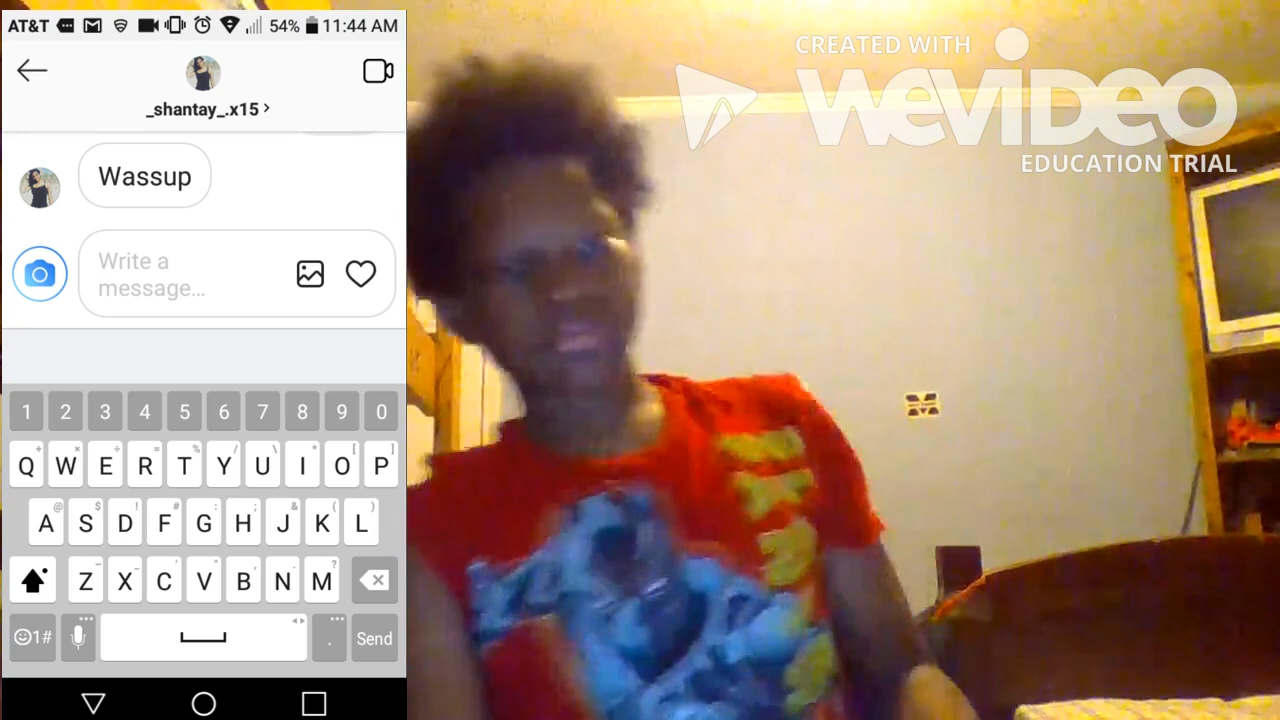 AT&T 54% 11:44 AM
_shantay_.x15 >
Wassup
Write a
message...
1 2 3 4 5 6 7 8 9 0
Q W E R T Y U I O P
A S D F G H J K L
Z X C V B N M
1# . Send
CREATED WITH
WEVIDEO
EDUCATION TRIAL